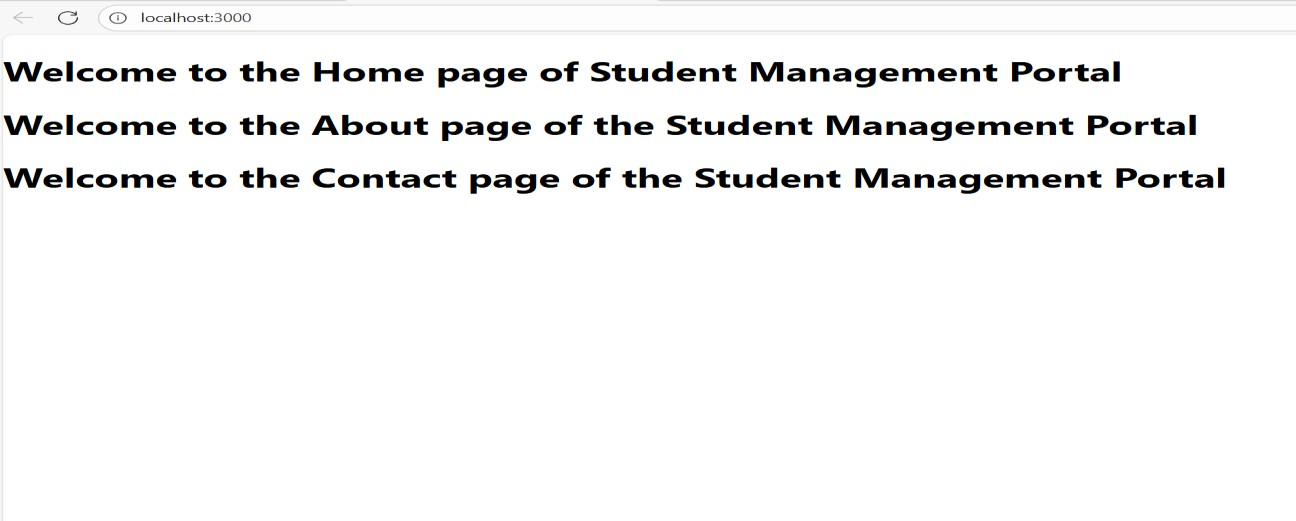 localhost:3000
Welcome to the Home page of Student Management Portal
Welcome to the About page of the Student Management Portal
Welcome to the Contact page of the Student Management Portal